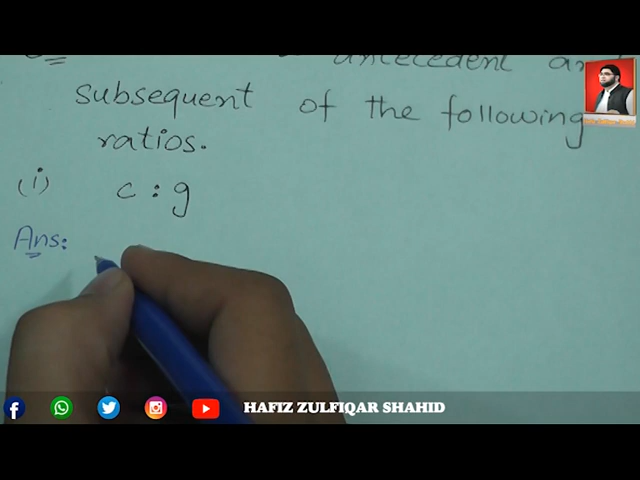 antecedent
subsequent of the following
ratios.
(i) c : g
Ans:
HAFIZ ZULFIQAR SHAHID